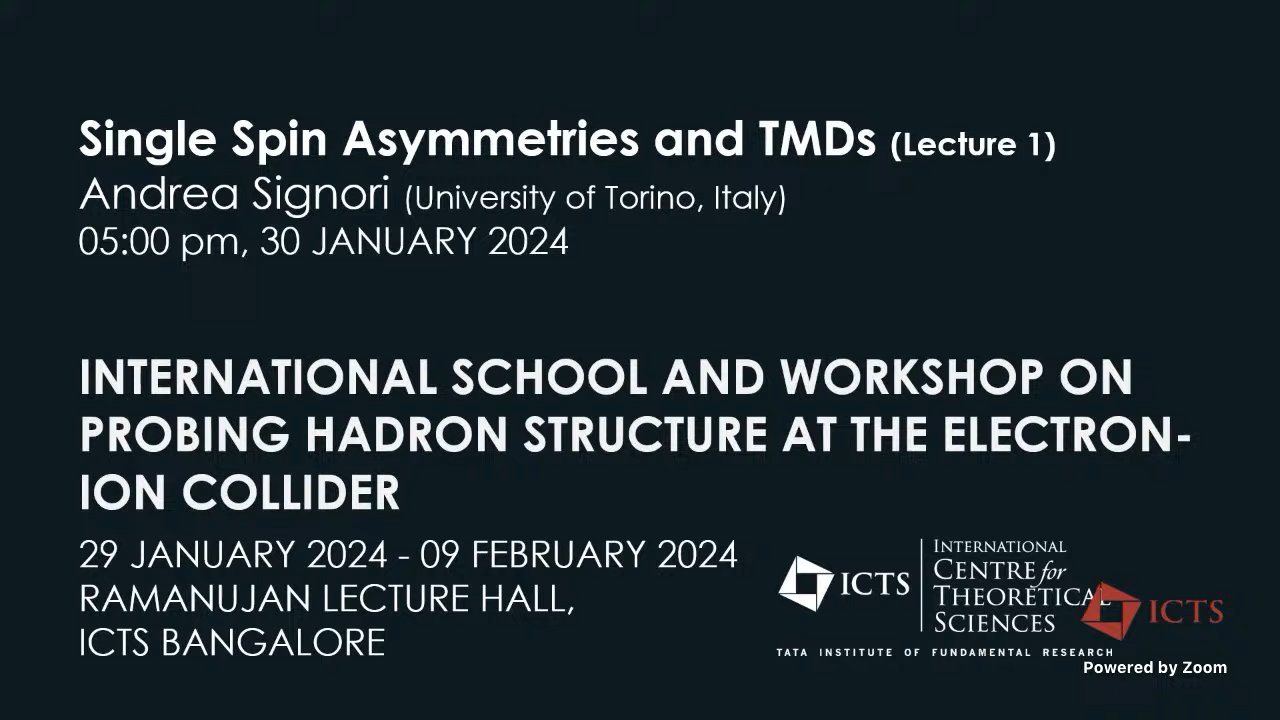 Single Spin Asymmetries and TMDs (Lecture 1)
Andrea Signori (University of Torino, Italy)
05:00 pm, 30 JANUARY 2024
INTERNATIONAL SCHOOL AND WORKSHOP ON
PROBING HADRON STRUCTURE AT THE ELECTRON-
ION COLLIDER
29 JANUARY 2024 - 09 FEBRUARY 2024
RAMANUJAN LECTURE HALL,
ICTS BANGALORE
ICTS
INTERNATIONAL
CENTRE for
THEORETICAL
SCIENCES
TATA INSTITUTE OF FUNDAMENTAL RESEARCH
ICTS
Powered by Zoom